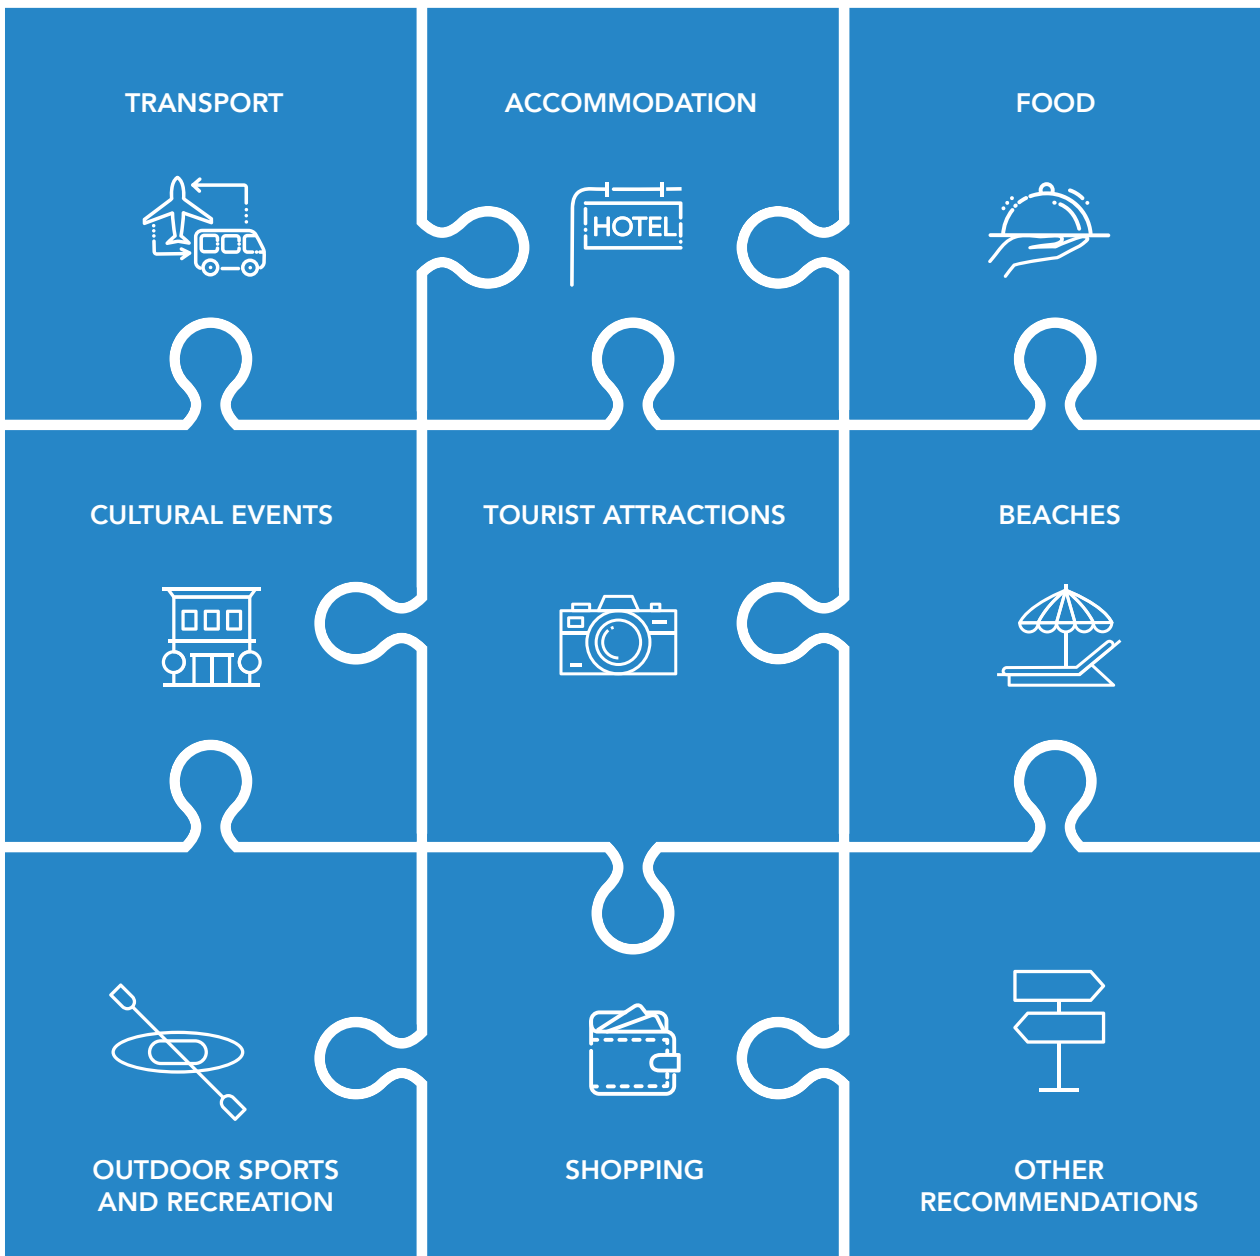 TRANSPORT
ACCOMMODATION
FOOD
HOTEL
CULTURAL EVENTS
TOURIST ATTRACTIONS
BEACHES
OUTDOOR SPORTS
AND RECREATION
SHOPPING
OTHER
RECOMMENDATIONS